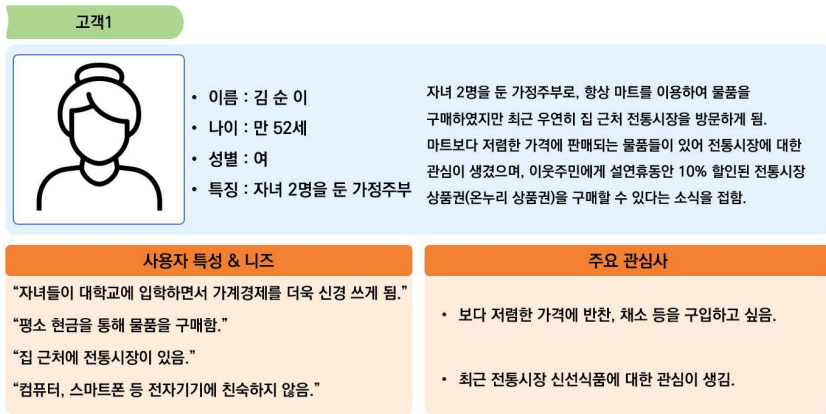 고객1
• 이름 : 김 순 이
• 나이 : 만 52세
• 성별 : 여
• 특징 : 자녀 2명을 둔 가정주부
자녀 2명을 둔 가정주부로, 항상 마트를 이용하여 물품을
구매하였지만 최근 우연히 집 근처 전통시장을 방문하게 됨.
마트보다 저렴한 가격에 판매되는 물품들이 있어 전통시장에 대한
관심이 생겼으며, 이웃주민에게 설연휴동안 10% 할인된 전통시장
상품권(온누리 상품권)을 구매할 수 있다는 소식을 접함.
사용자 특성 & 니즈
“자녀들이 대학교에 입학하면서 가계경제를 더욱 신경 쓰게 됨.”
“평소 현금을 통해 물품을 구매함.”
“집 근처에 전통시장이 있음.”
“컴퓨터, 스마트폰 등 전자기기에 친숙하지 않음.”
주요 관심사
• 보다 저렴한 가격에 반찬, 채소 등을 구입하고 싶음.
• 최근 전통시장 신선식품에 대한 관심이 생김.